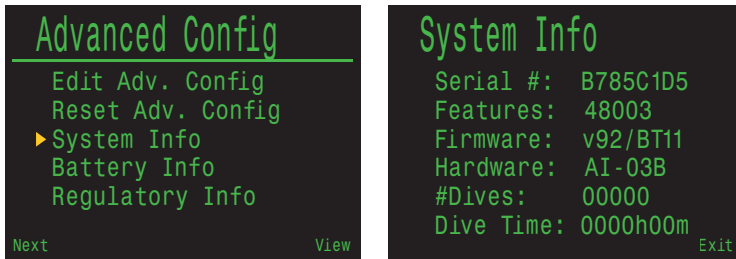 Advanced Config
Edit Adv. Config
Reset Adv. Config
System Info
Battery Info
Regulatory Info
Next View
System Info
Serial #: B785C1D5
Features: 48003
Firmware: v92/BT11
Hardware: AI-03B
#Dives: 00000
Dive Time: 0000h00m
Exit